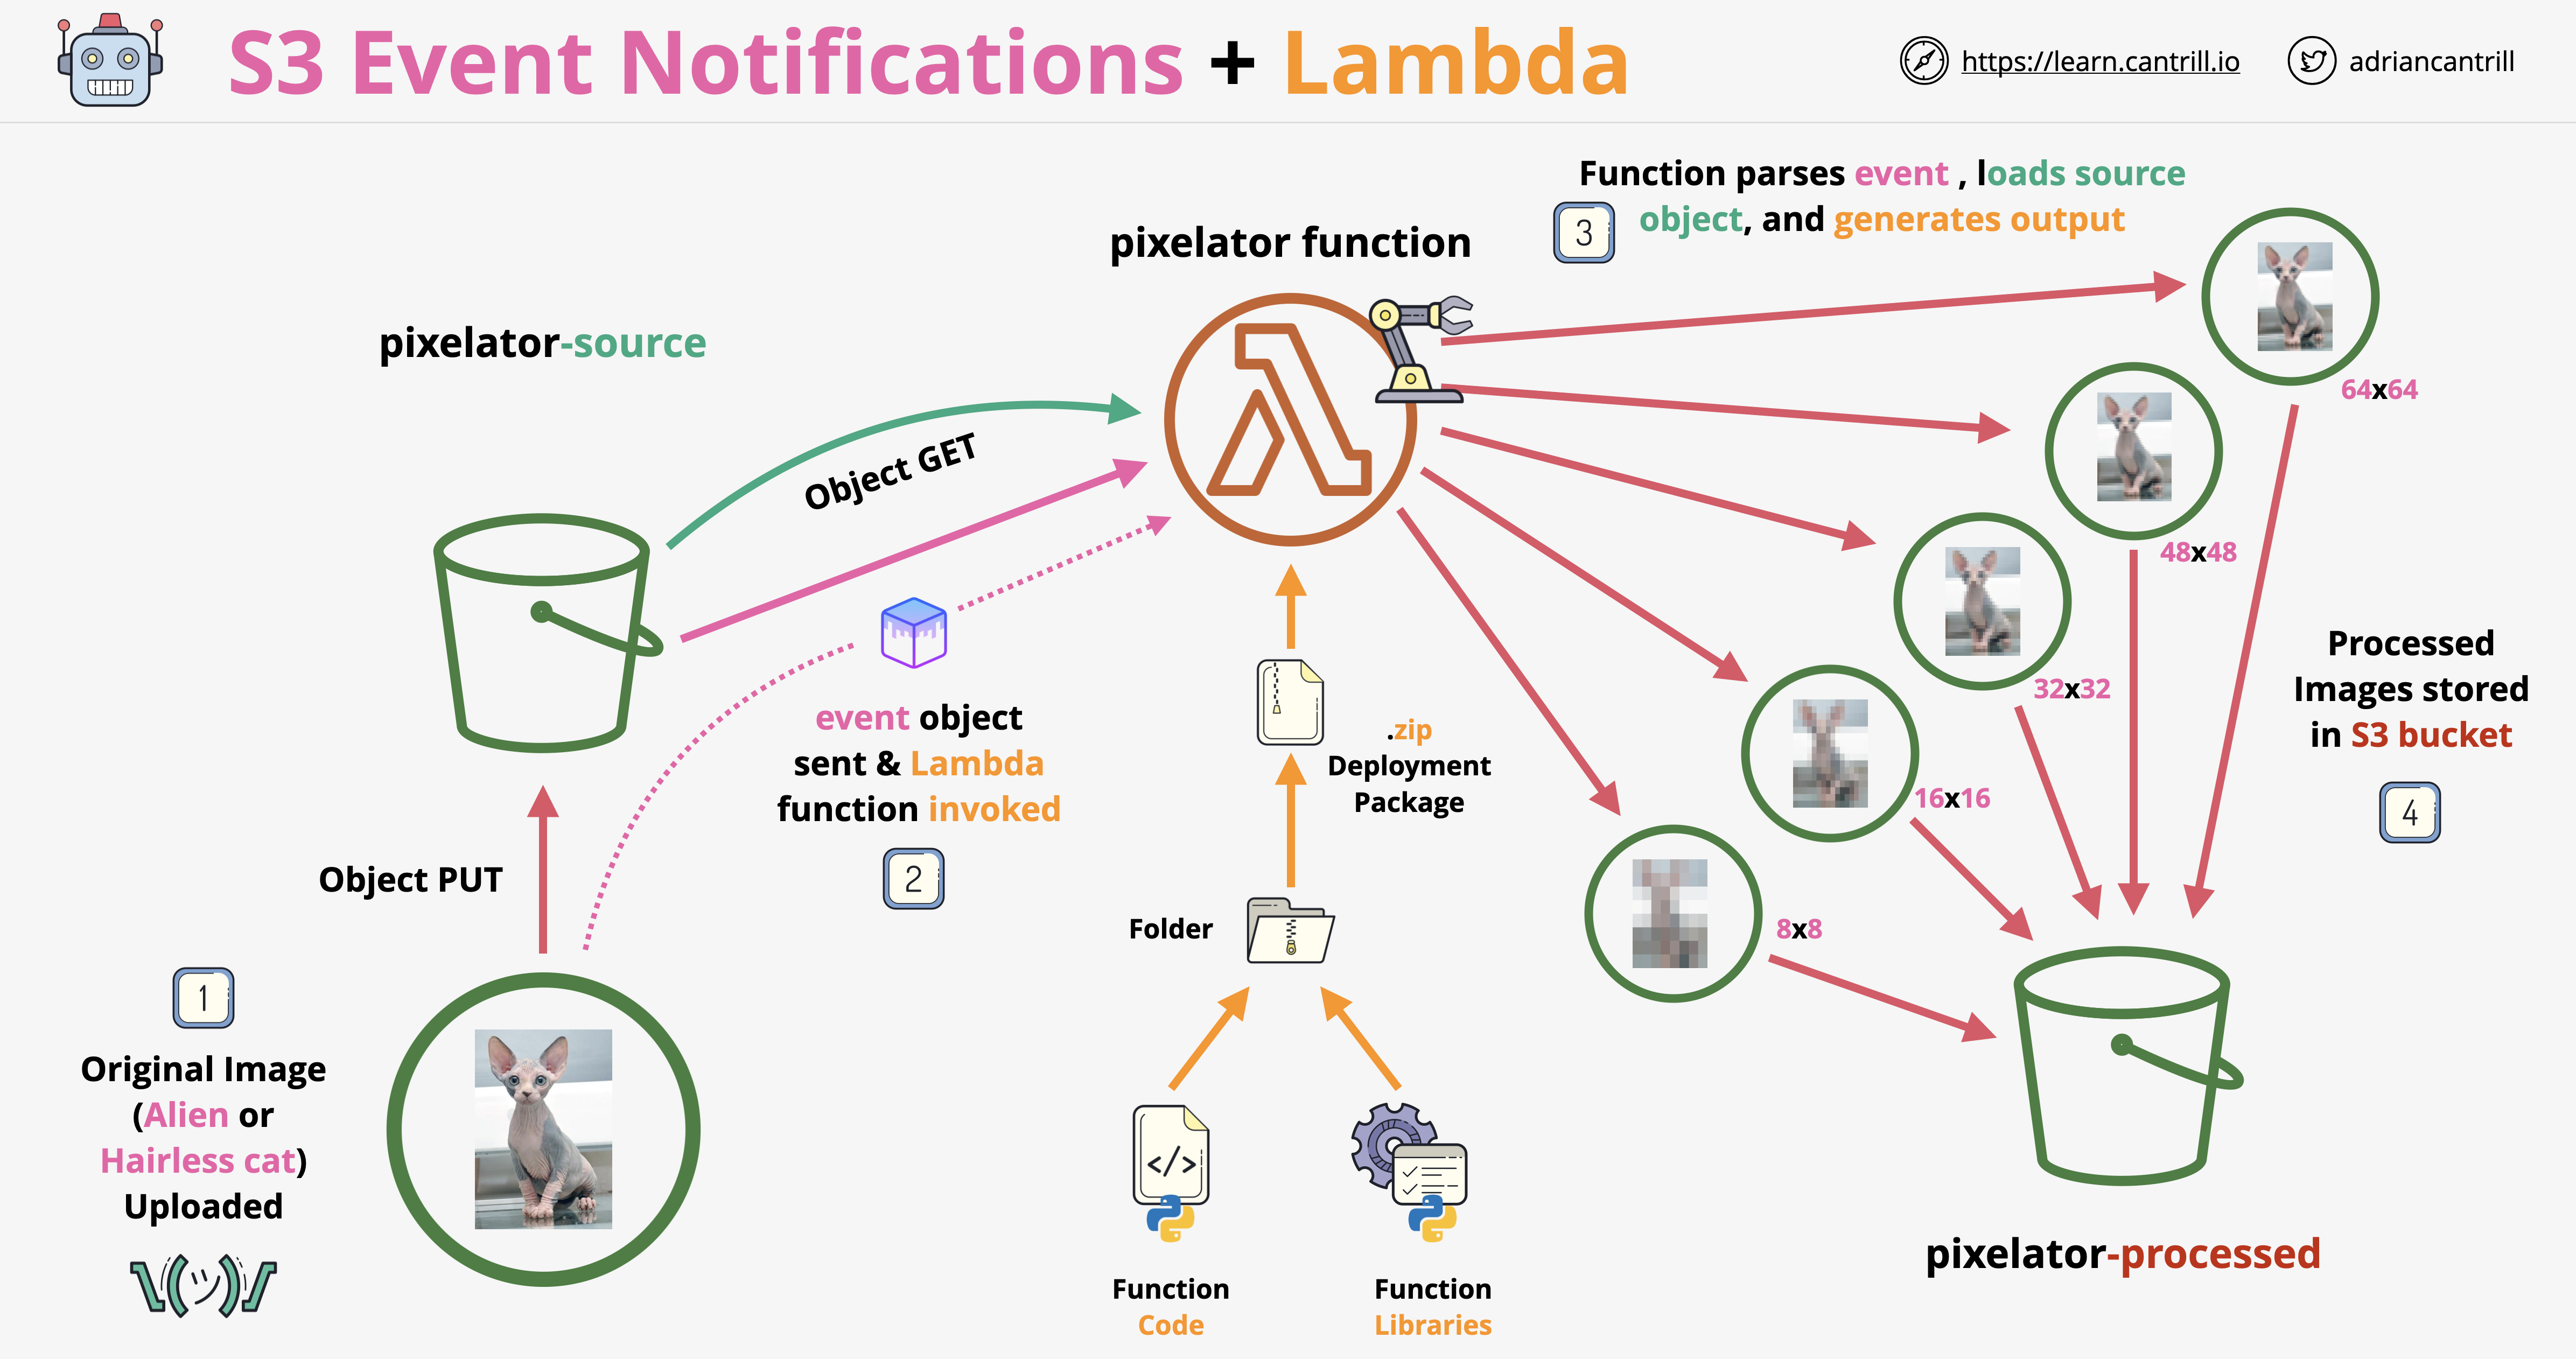 S3 Event Notifications + Lambda
https://learn.cantrill.io
adriancantrill
Function parses event , loads source
object, and generates output
3
pixelator function
pixelator-source
Object GET
64x64
48x48
32x32
16x16
8x8
event object
sent & Lambda
function invoked
2
.zip
Deployment
Package
Folder
Processed
Images stored
in S3 bucket
4
Object PUT
1
Original Image
(Alien or
Hairless cat)
Uploaded
\(ツ)/
</>
Function
Code
Function
Libraries
pixelator-processed